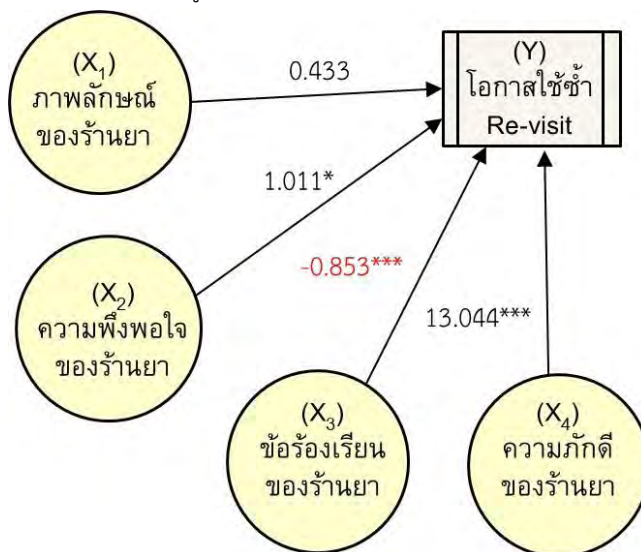 (X1)
ภาพลักษณ์
ของร้านยา
0.433
(Y)
โอกาสใช้ซ้ำ
Re-visit
1.011*
(X2)
ความพึงพอใจ
ของร้านยา
-0.853***
13.044***
(X3)
ข้อร้องเรียน
ของร้านยา
(X4)
ความภักดี
ของร้านยา